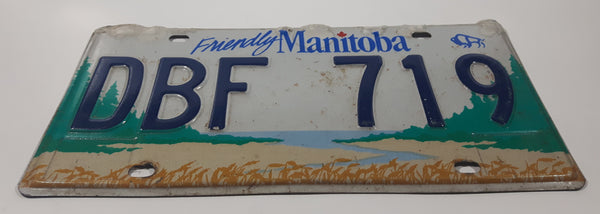 Friendly Manitoba
DBF 719